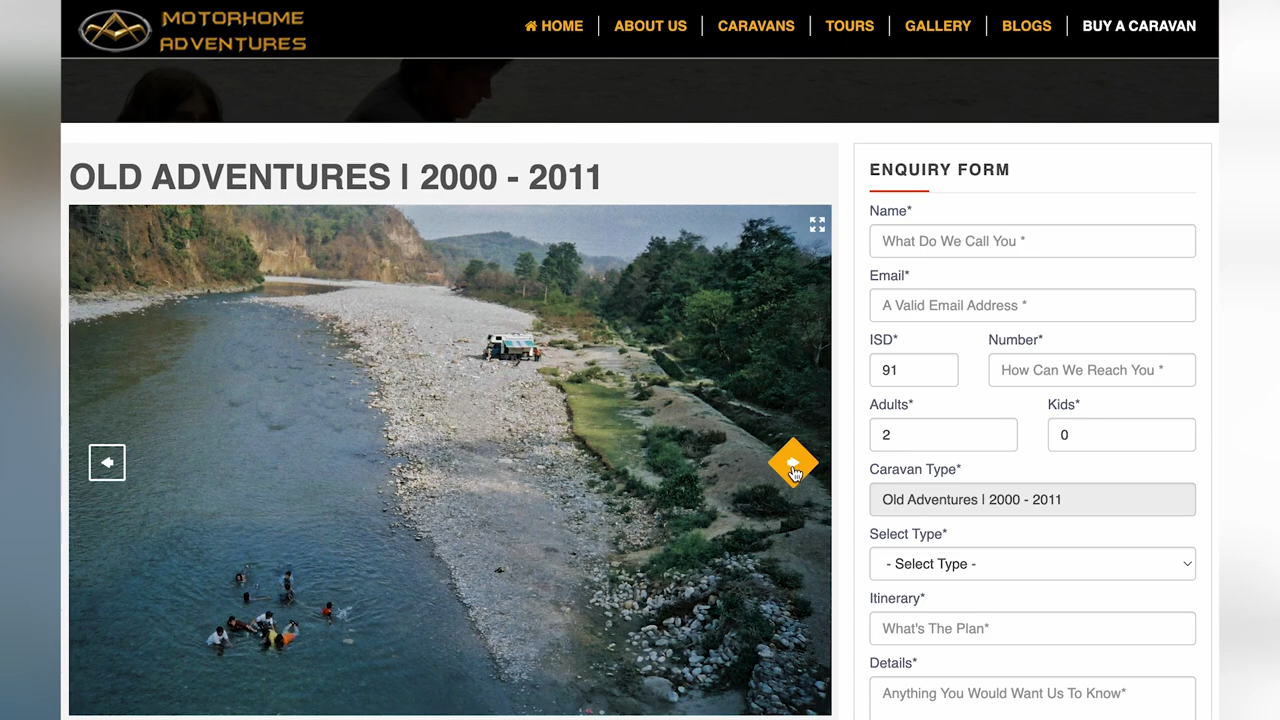 MOTORHOME
ADVENTURES
HOME
ABOUT US
CARAVANS
TOURS
GALLERY
BLOGS
BUY A CARAVAN
OLD ADVENTURES | 2000 - 2011
ENQUIRY FORM
Name*
What Do We Call You *
Email*
A Valid Email Address *
ISD* Number*
91 How Can We Reach You *
Adults* Kids*
2 0
Caravan Type*
Old Adventures | 2000 - 2011
Select Type*
- Select Type -
Itinerary*
What's The Plan*
Details*
Anything You Would Want Us To Know*